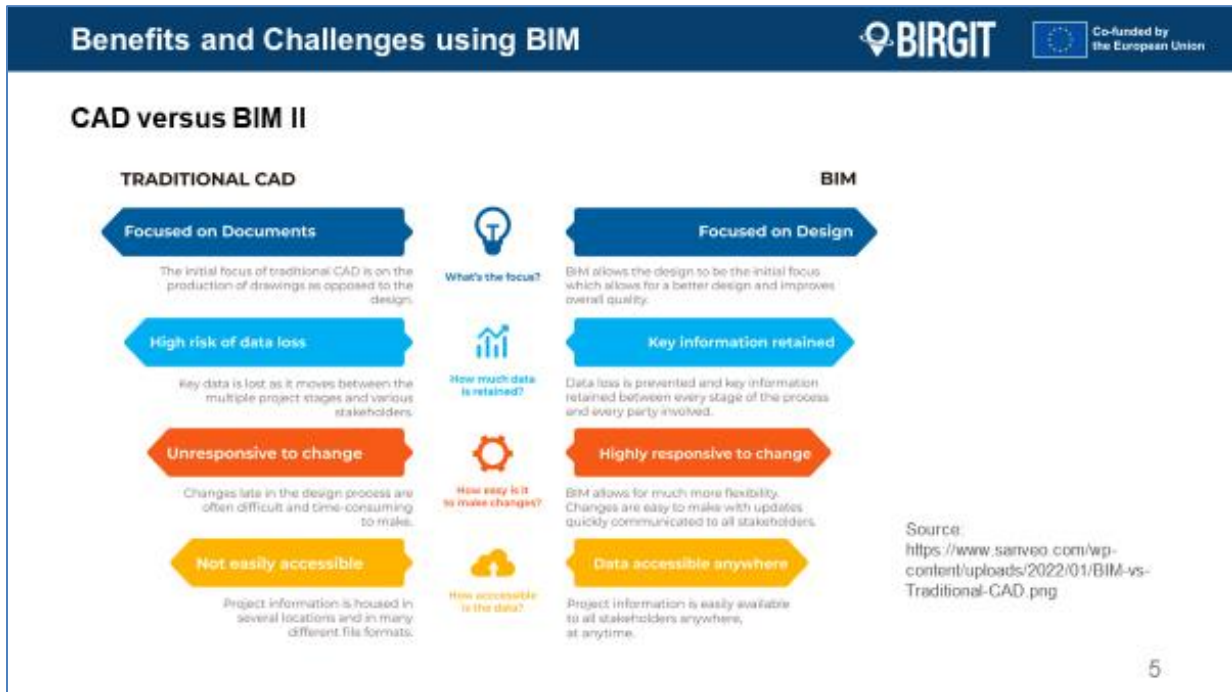 Benefits and Challenges using BIM
BIRGIT
Co-funded by
the European Union
CAD versus BIM II
TRADITIONAL CAD
BIM
Focused on Documents
The initial focus of traditional CAD is on the
production of drawings as opposed to the
design.
What's the focus?
Focused on Design
BIM allows the design to be the initial focus
which allows for a better design and improves
overall quality.
High risk of data loss
Key data is lost as it moves between the
multiple project stages and various
stakeholders.
How much data
is retained?
Key information retained
Data loss is prevented and key information
retained between every stage of the process
and every party involved.
Unresponsive to change
Changes late in the design process are
often difficult and time-consuming
to make.
How easy is it
to make changes?
Highly responsive to change
BIM allows for much more flexibility.
Changes are easy to make with updates
quickly communicated to all stakeholders.
Not easily accessible
Project information is housed in
several locations and in many
different file formats.
How accessible
is the data?
Data accessible anywhere
Project information is easily available
to all stakeholders anywhere,
at anytime.
Source:
https://www.sanveo.com/wp-
content/uploads/2022/01/BIM-vs-
Traditional-CAD.png
5